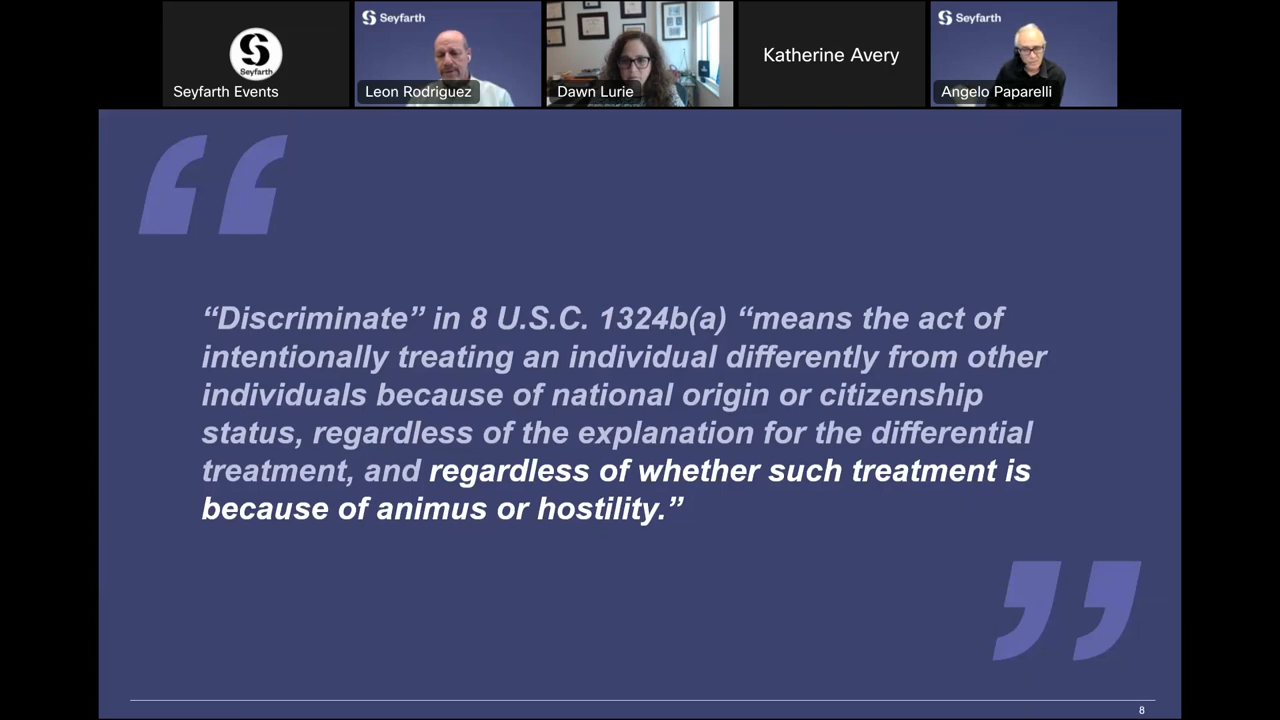 Seyfarth
Seyfarth Events
Seyfarth
Leon Rodriguez
Dawn Lurie
Katherine Avery
Seyfarth
Angelo Paparelli
“Discriminate” in 8 U.S.C. 1324b(a) “means the act of
intentionally treating an individual differently from other
individuals because of national origin or citizenship
status, regardless of the explanation for the differential
treatment, and regardless of whether such treatment is
because of animus or hostility.”
8